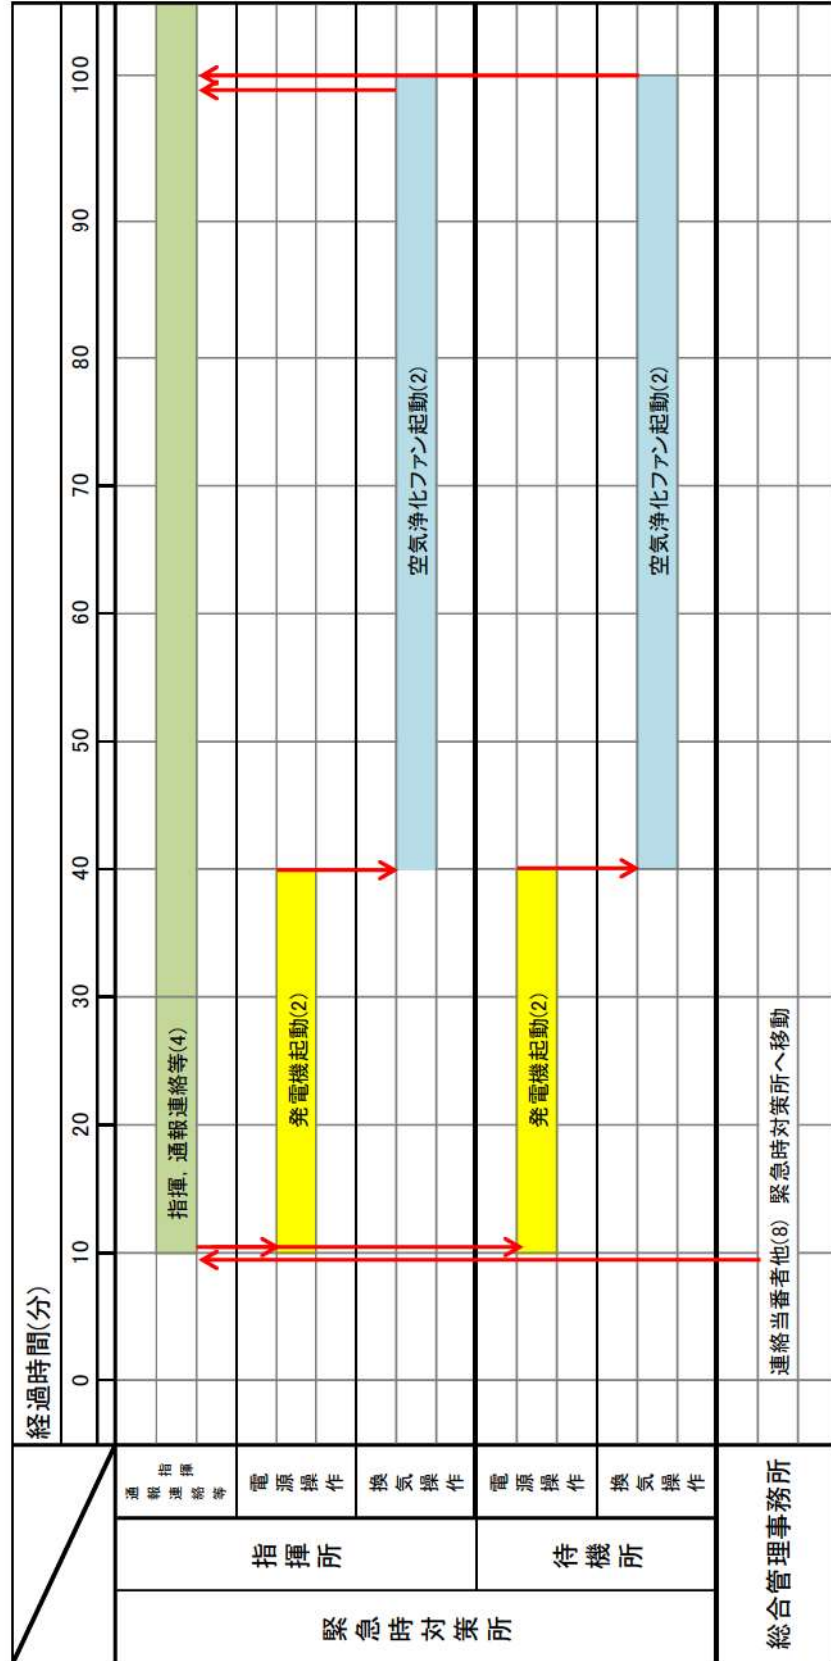 経過時間(分)
0
10
20
30
40
50
60
70
80
90
100
緊急時対策所
指揮所
指揮
通報連絡等
指揮，通報連絡等(4)
電源操作
発電機起動(2)
換気操作
空気浄化ファン起動(2)
待機所
電源操作
発電機起動(2)
換気操作
空気浄化ファン起動(2)
総合管理事務所
連絡当番者他(8) 緊急時対策所へ移動